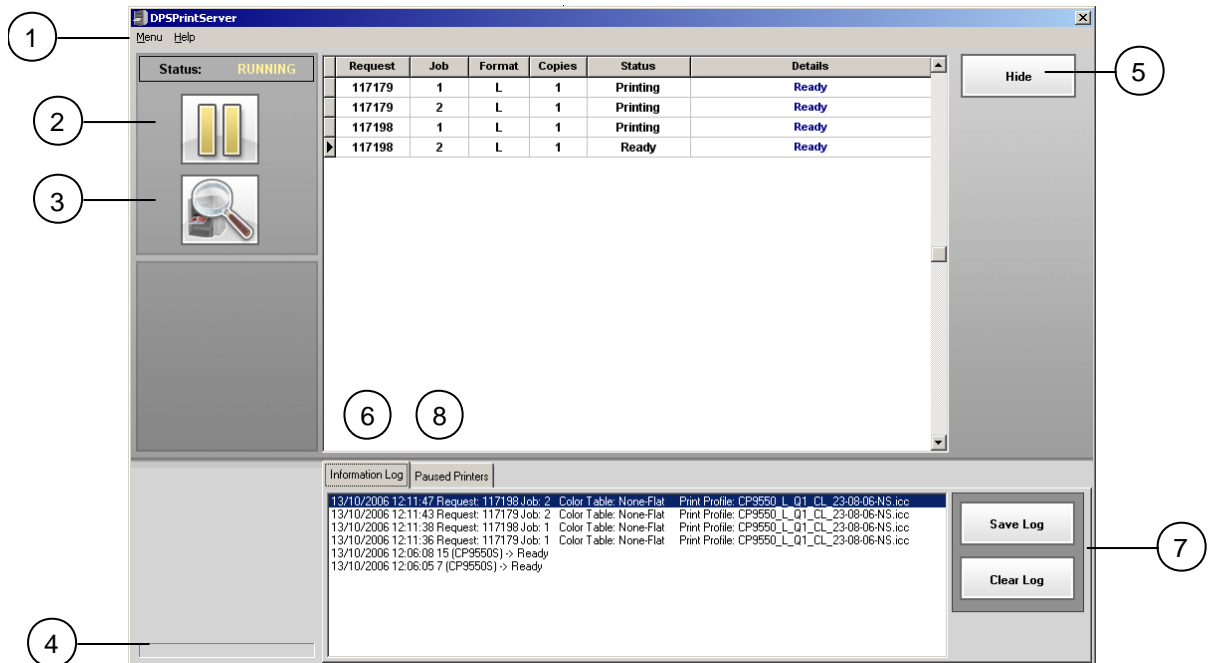 DPSPrintServer
1 Menu Help
Status: RUNNING
Request Job Format Copies Status Details
117179 1 L 1 Printing Ready
117179 2 L 1 Printing Ready
117198 1 L 1 Printing Ready
117198 2 L 1 Ready Ready
Hide 5
2
3
6 8
Information Log Paused Printers
13/10/2006 12:11:47 Request: 117198 Job: 2 Color Table: None-Flat Print Profile: CP9550_L_Q1_CL_23-08-06-NS.icc
13/10/2006 12:11:43 Request: 117179 Job: 2 Color Table: None-Flat Print Profile: CP9550_L_Q1_CL_23-08-06-NS.icc
13/10/2006 12:11:38 Request: 117198 Job: 1 Color Table: None-Flat Print Profile: CP9550_L_Q1_CL_23-08-06-NS.icc
13/10/2006 12:11:36 Request: 117179 Job: 1 Color Table: None-Flat Print Profile: CP9550_L_Q1_CL_23-08-06-NS.icc
13/10/2006 12:06:08 15 (CP9550S) -> Ready
13/10/2006 12:06:05 7 (CP9550S) -> Ready
Save Log
7
Clear Log
4